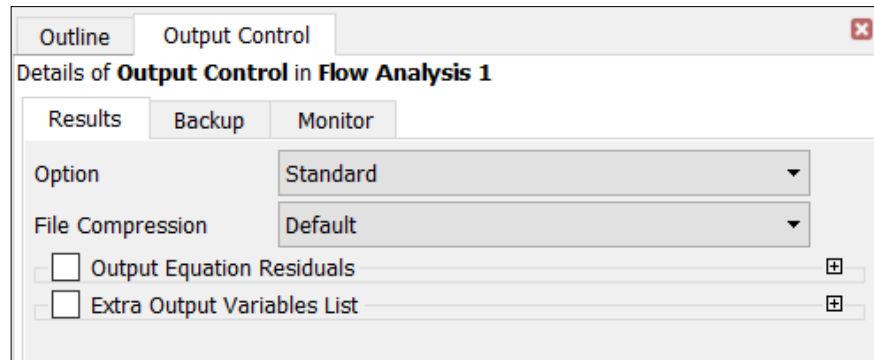 Outline Output Control
Details of Output Control in Flow Analysis 1
Results Backup Monitor
Option Standard
File Compression Default
Output Equation Residuals
Extra Output Variables List